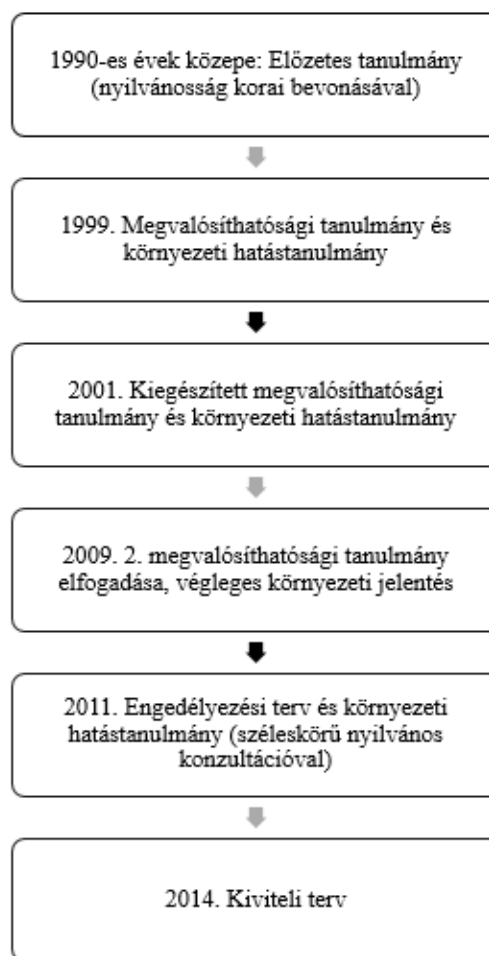 1990-es évek közepe: Előzetes tanulmány
(nyilvánosság korai bevonásával)
1999. Megvalósíthatósági tanulmány és
környezeti hatástanulmány
2001. Kiegészített megvalósíthatósági
tanulmány és környezeti hatástanulmány
2009. 2. megvalósíthatósági tanulmány
elfogadása, végleges környezeti jelentés
2011. Engedélyezési terv és környezeti
hatástanulmány (széleskörű nyilvános
konzultációval)
2014. Kiviteli terv